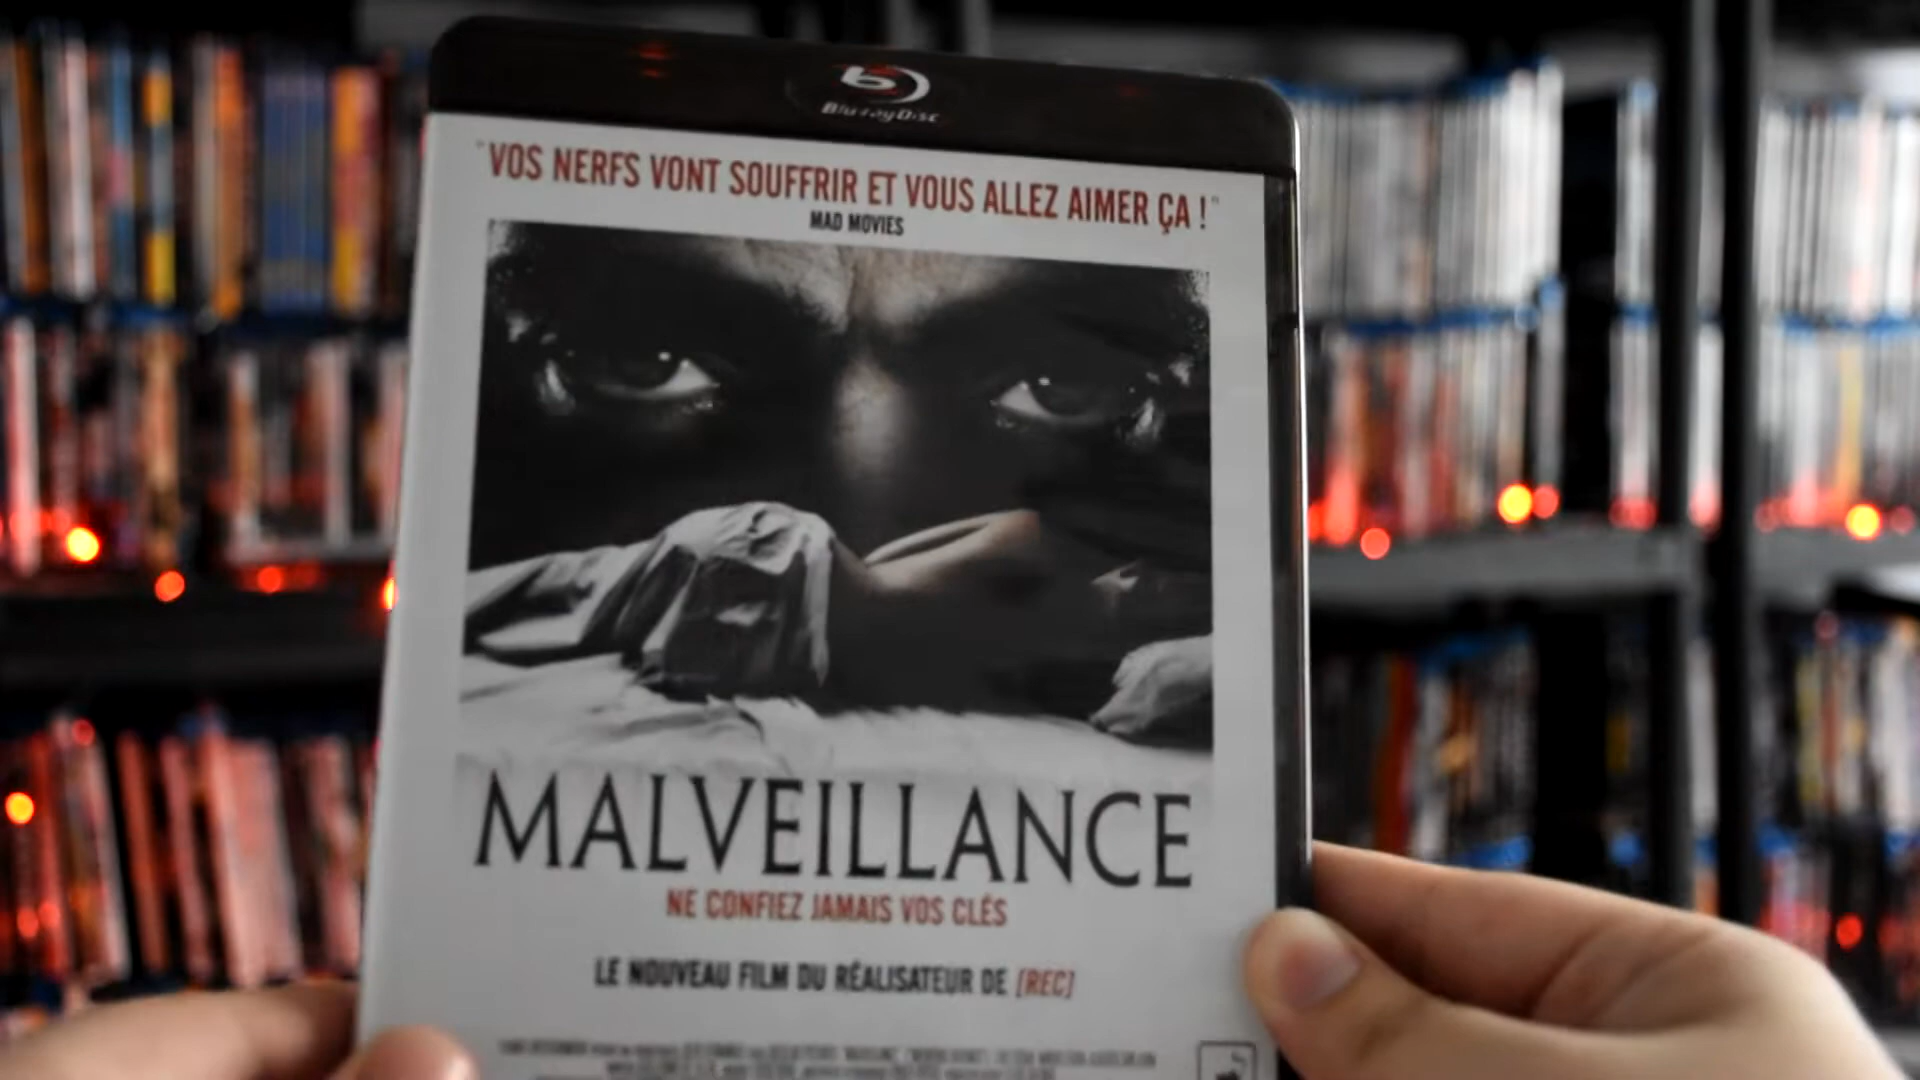 Blu-ray Disc
"VOS NERFS VONT SOUFFRIR ET VOUS ALLEZ AIMER ÇA !"
MAD MOVIES
MALVEILLANCE
NE CONFIEZ JAMAIS VOS CLÉS
LE NOUVEAU FILM DU RÉALISATEUR DE [REC]